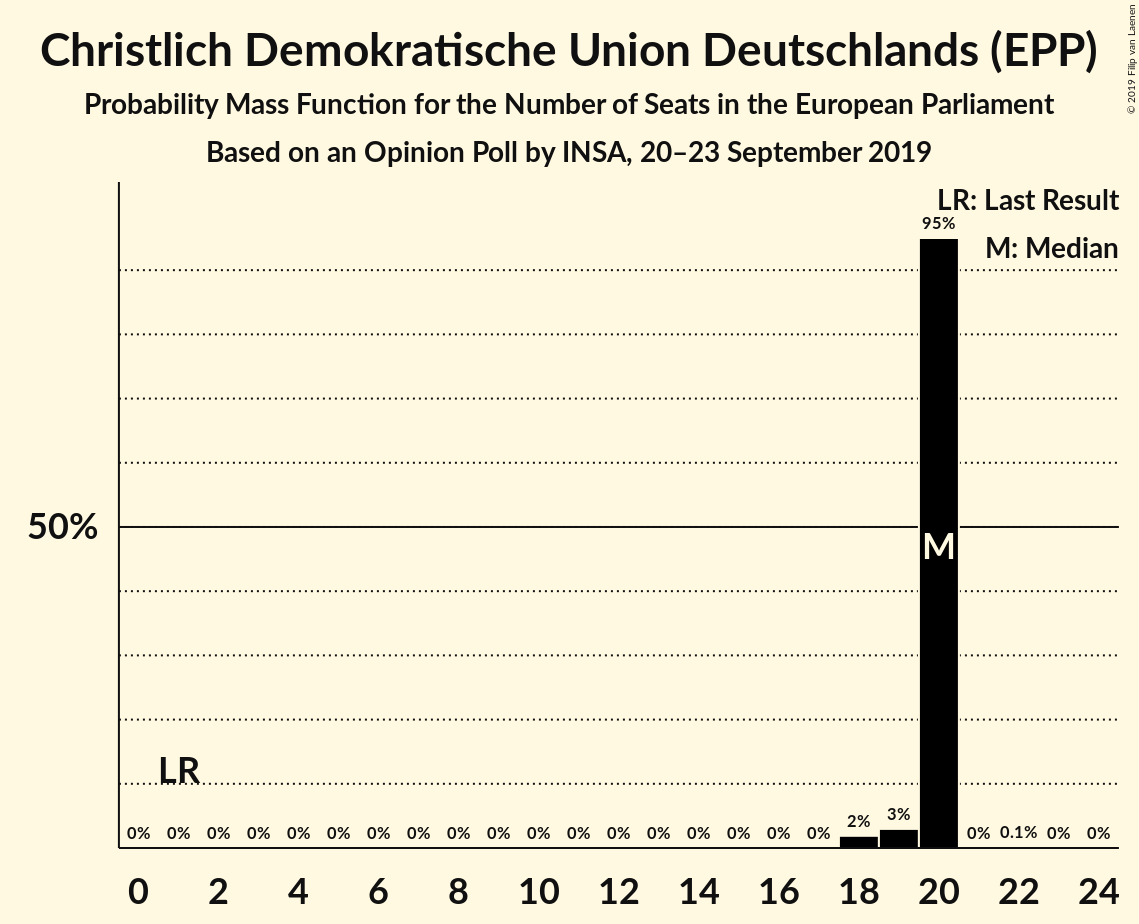 Christlich Demokratische Union Deutschlands (EPP)
Probability Mass Function for the Number of Seats in the European Parliament
Based on an Opinion Poll by INSA, 20–23 September 2019
© 2019 Filip van Laenen
LR: Last Result
95%
M: Median
50%
M
LR
0% 0% 0% 0% 0% 0% 0% 0% 0% 0% 0% 0% 0% 0% 0% 0% 0% 0% 2% 3% 0% 0.1% 0% 0%
0 2 4 6 8 10 12 14 16 18 20 22 24